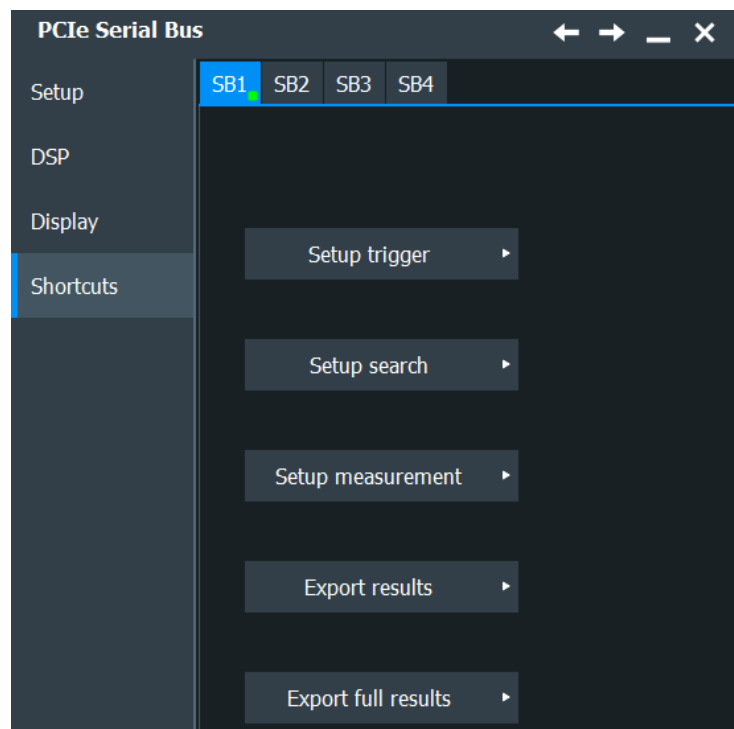 PCIe Serial Bus
Setup
DSP
Display
Shortcuts
SB1 SB2 SB3 SB4
Setup trigger
Setup search
Setup measurement
Export results
Export full results